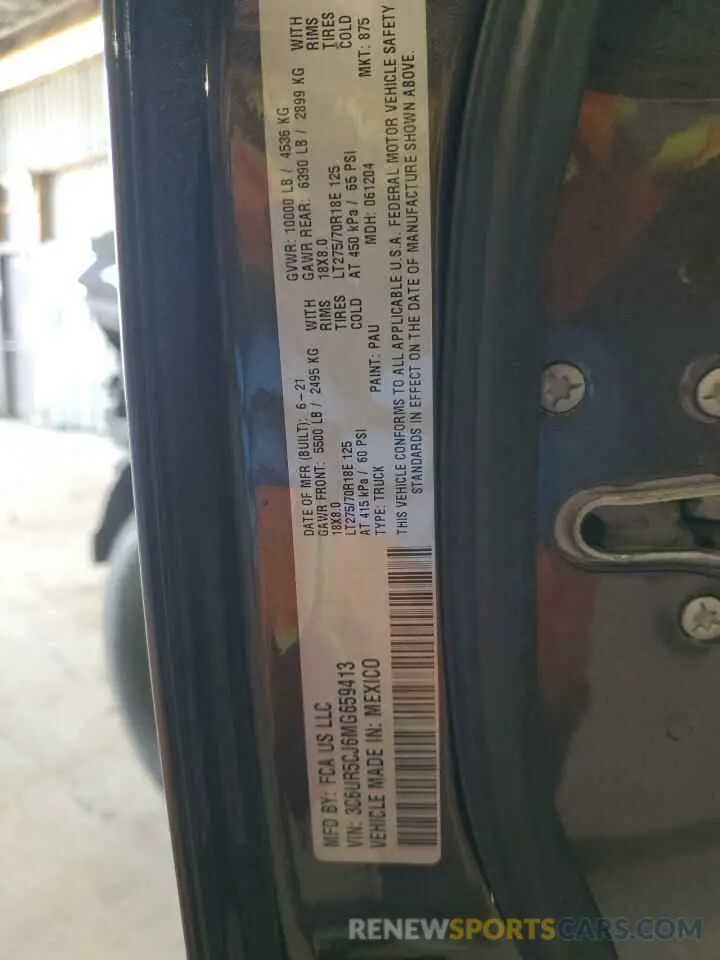 MFD BY: FCA US LLC
VIN: 3C6UR5CJ6MG659413
VEHICLE MADE IN: MEXICO
DATE OF MFR (BUILT): 6-21
GAWR FRONT: 5500 LB / 2495 KG WITH
18X8.0 RIMS
LT275/70R18E 125 TIRES
AT 415 kPa / 60 PSI COLD
TYPE: TRUCK PAINT: PAU
GVWR: 10000 LB / 4536 KG
GAWR REAR: 6390 LB / 2899 KG WITH
18X8.0 RIMS
LT275/70R18E 125 TIRES
AT 450 kPa / 65 PSI COLD
MDH: 061204 MKT: 875
THIS VEHICLE CONFORMS TO ALL APPLICABLE U.S.A. FEDERAL MOTOR VEHICLE SAFETY
STANDARDS IN EFFECT ON THE DATE OF MANUFACTURE SHOWN ABOVE.
RENEWSPORTSCARS.COM